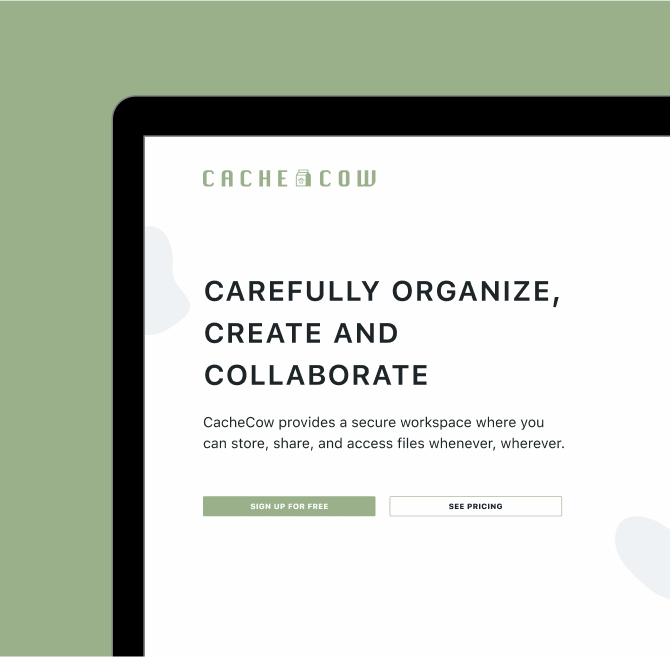 CACHE COW
CAREFULLY ORGANIZE,
CREATE AND
COLLABORATE
CacheCow provides a secure workspace where you
can store, share, and access files whenever, wherever.
SIGN UP FOR FREE
SEE PRICING